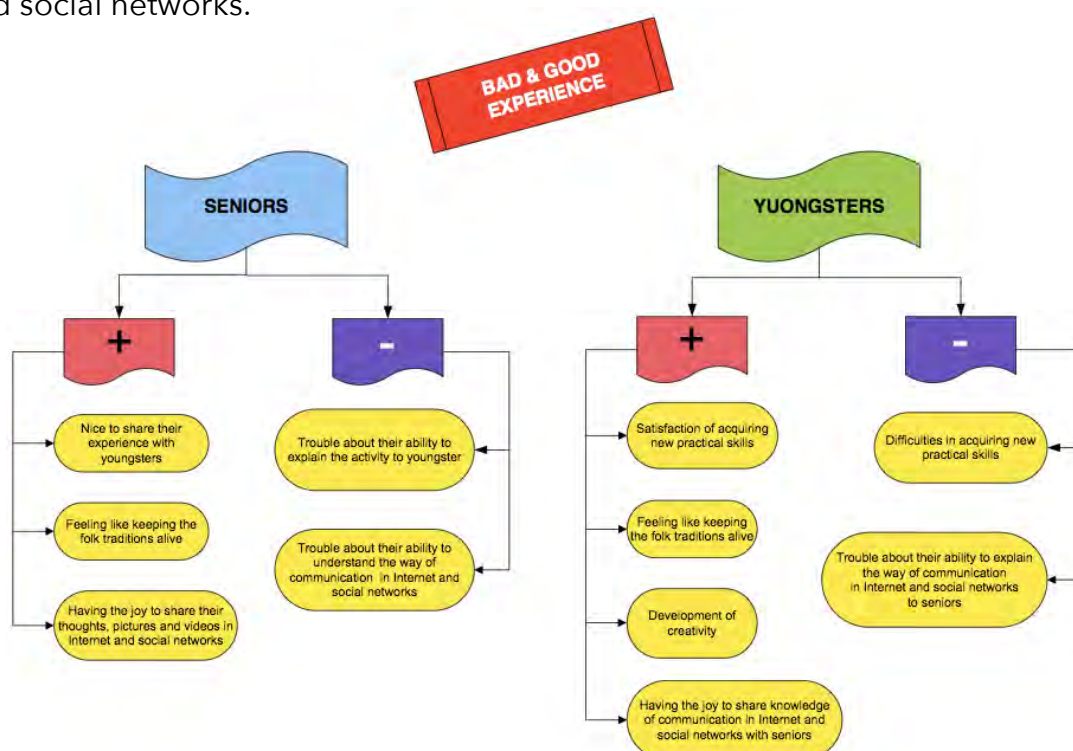 d social networks.
BAD & GOOD
EXPERIENCE
SENIORS
+
Nice to share their
experience with
youngsters
Feeling like keeping the
folk traditions alive
Having the joy to share their
thoughts, pictures and videos in
Internet and social networks
-
Trouble about their ability to
explain the activity to youngster
Trouble about their ability to
understand the way of
communication in Internet and
social networks
YUONGSTERS
+
Satisfaction of acquiring
new practical skills
Feeling like keeping
the folk traditions alive
Development of
creativity
Having the joy to share knowledge
of communication in Internet and
social networks with seniors
-
Difficulties in acquiring new
practical skills
Trouble about their ability to explain
the way of communication
in Internet and social networks
to seniors